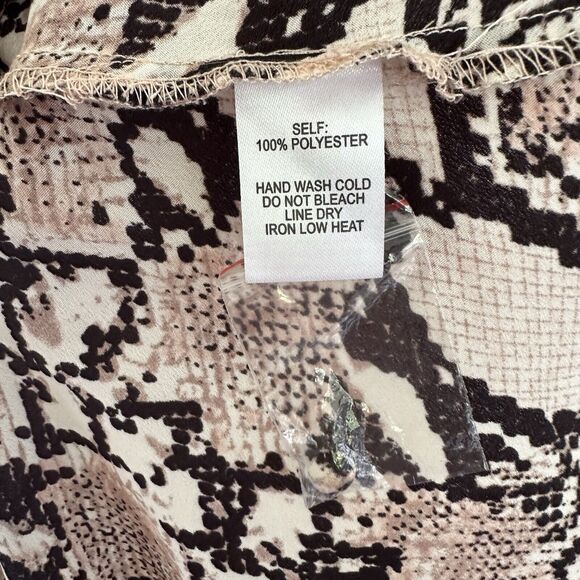 SELF:
100% POLYESTER
HAND WASH COLD
DO NOT BLEACH
LINE DRY
IRON LOW HEAT